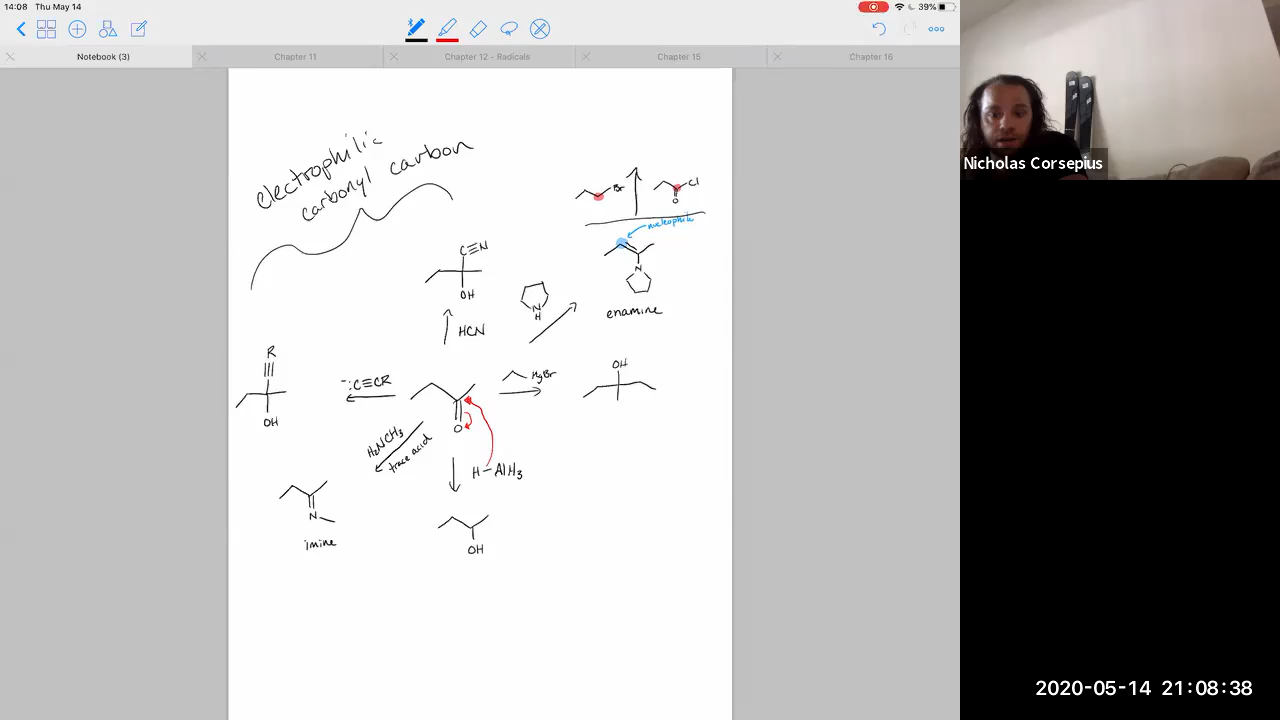 14:08 Thu May 14
39%
Notebook (3)
Chapter 11
Chapter 12 - Radicals
Chapter 15
Chapter 16
Nicholas Corsepius
electrophilic
carbonyl carbon
Br
Cl
O
nucleophile
N
enamine
C≡N
OH
HCN
N
H
R
OH
⁻:C≡CR
O
MgBr
OH
H2NCH3
trace acid
H-AlH3
N
imine
OH
2020-05-14 21:08:38